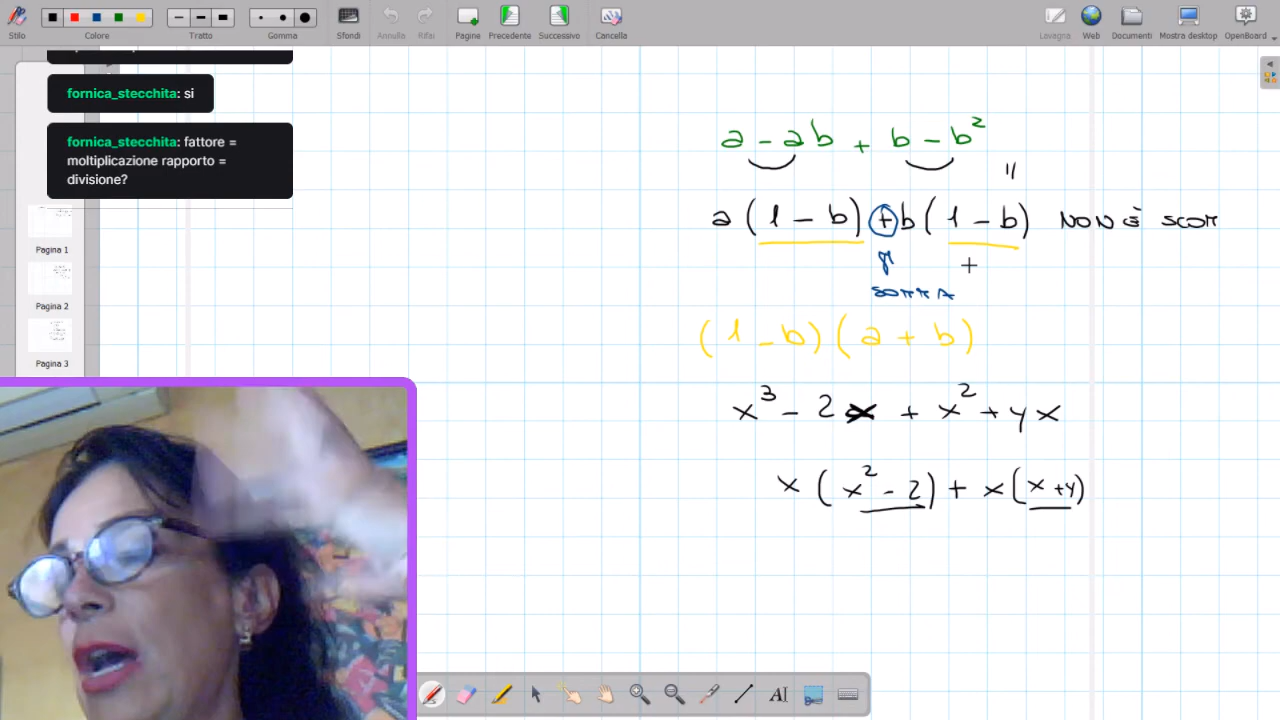 Stilo
Colore
Tratto
Gomma
Sfondi
Annulla
Rifai
Pagine
Precedente
Successivo
Cancella
Lavagna
Web
Documenti
Mostra desktop
OpenBoard
fornica_stecchita: si
fornica_stecchita: fattore =
moltiplicazione rapporto =
divisione?
Pagina 1
Pagina 2
Pagina 3
a - ab + b - b²
a (1 - b) + b (1 - b) NON È SCOM
+
SOMMA
(1 - b) (a + b)
x³ - 2x + x² + yx
x (x² - 2) + x (x + y)
AI